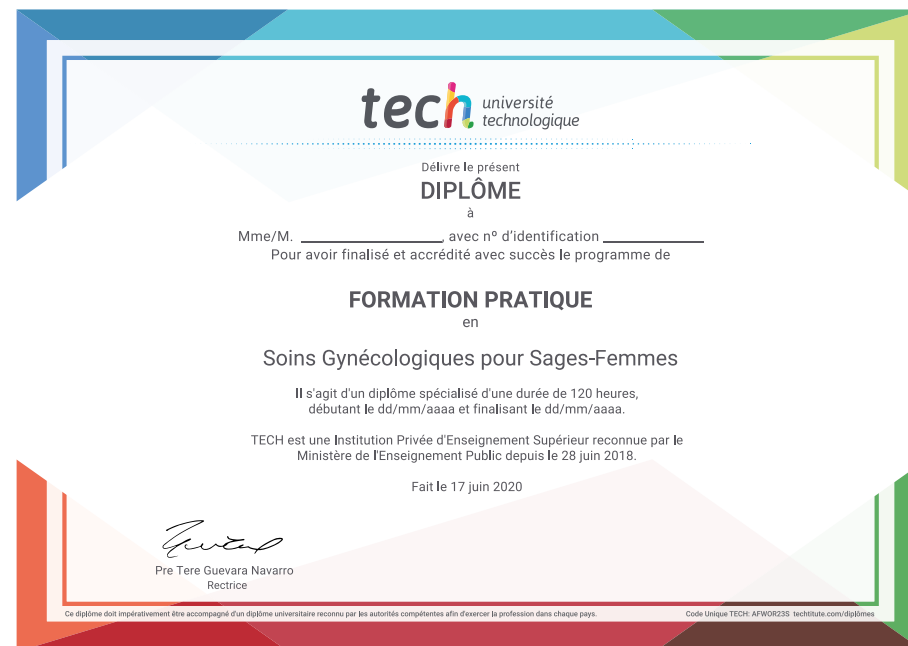 tech université
technologique
Délivre le présent
DIPLÔME
à
Mme/M. ____________________, avec nº d'identification ______________
Pour avoir finalisé et accrédité avec succès le programme de
FORMATION PRATIQUE
en
Soins Gynécologiques pour Sages-Femmes
Il s'agit d'un diplôme spécialisé d'une durée de 120 heures,
débutant le dd/mm/aaaa et finalisant le dd/mm/aaaa.
TECH est une Institution Privée d'Enseignement Supérieur reconnue par le
Ministère de l'Enseignement Public depuis le 28 juin 2018.
Fait le 17 juin 2020
Pre Tere Guevara Navarro
Rectrice
Ce diplôme doit impérativement être accompagné d'un diplôme universitaire reconnu par les autorités compétentes afin d'exercer la profession dans chaque pays.
Code Unique TECH: AFWOR23S techtitute.com/diplômes